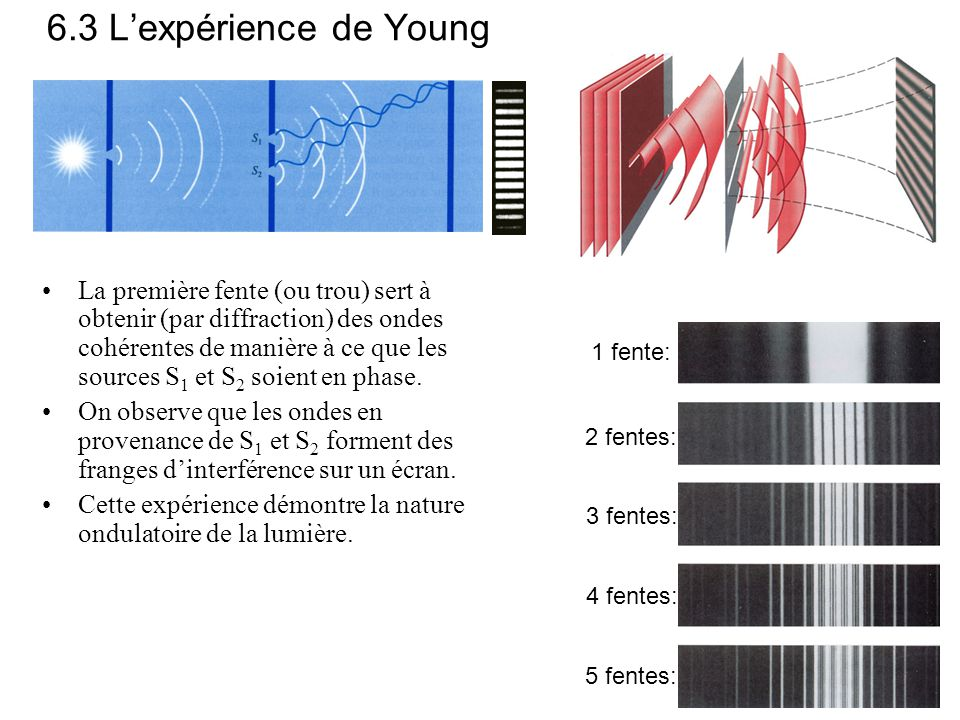 6.3 L’expérience de Young
S1
S2
• La première fente (ou trou) sert à
obtenir (par diffraction) des ondes
cohérentes de manière à ce que les
sources S1 et S2 soient en phase.
• On observe que les ondes en
provenance de S1 et S2 forment des
franges d’interférence sur un écran.
• Cette expérience démontre la nature
ondulatoire de la lumière.
1 fente:
2 fentes:
3 fentes:
4 fentes:
5 fentes: